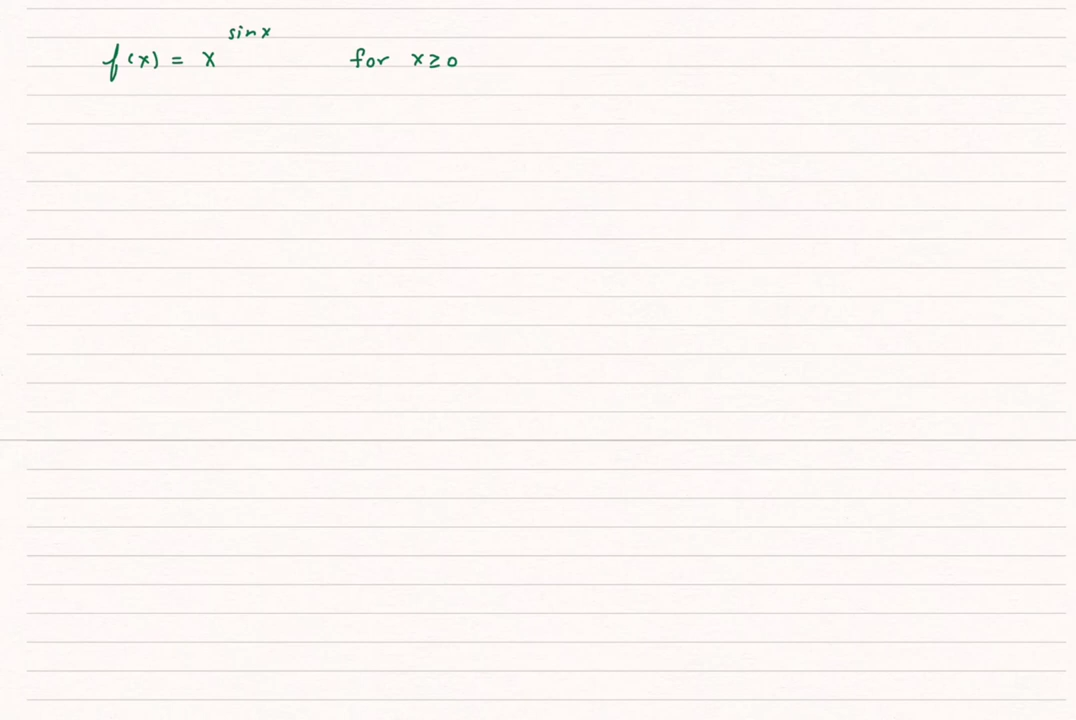 f(x) = x^{sin x} for x ≥ 0